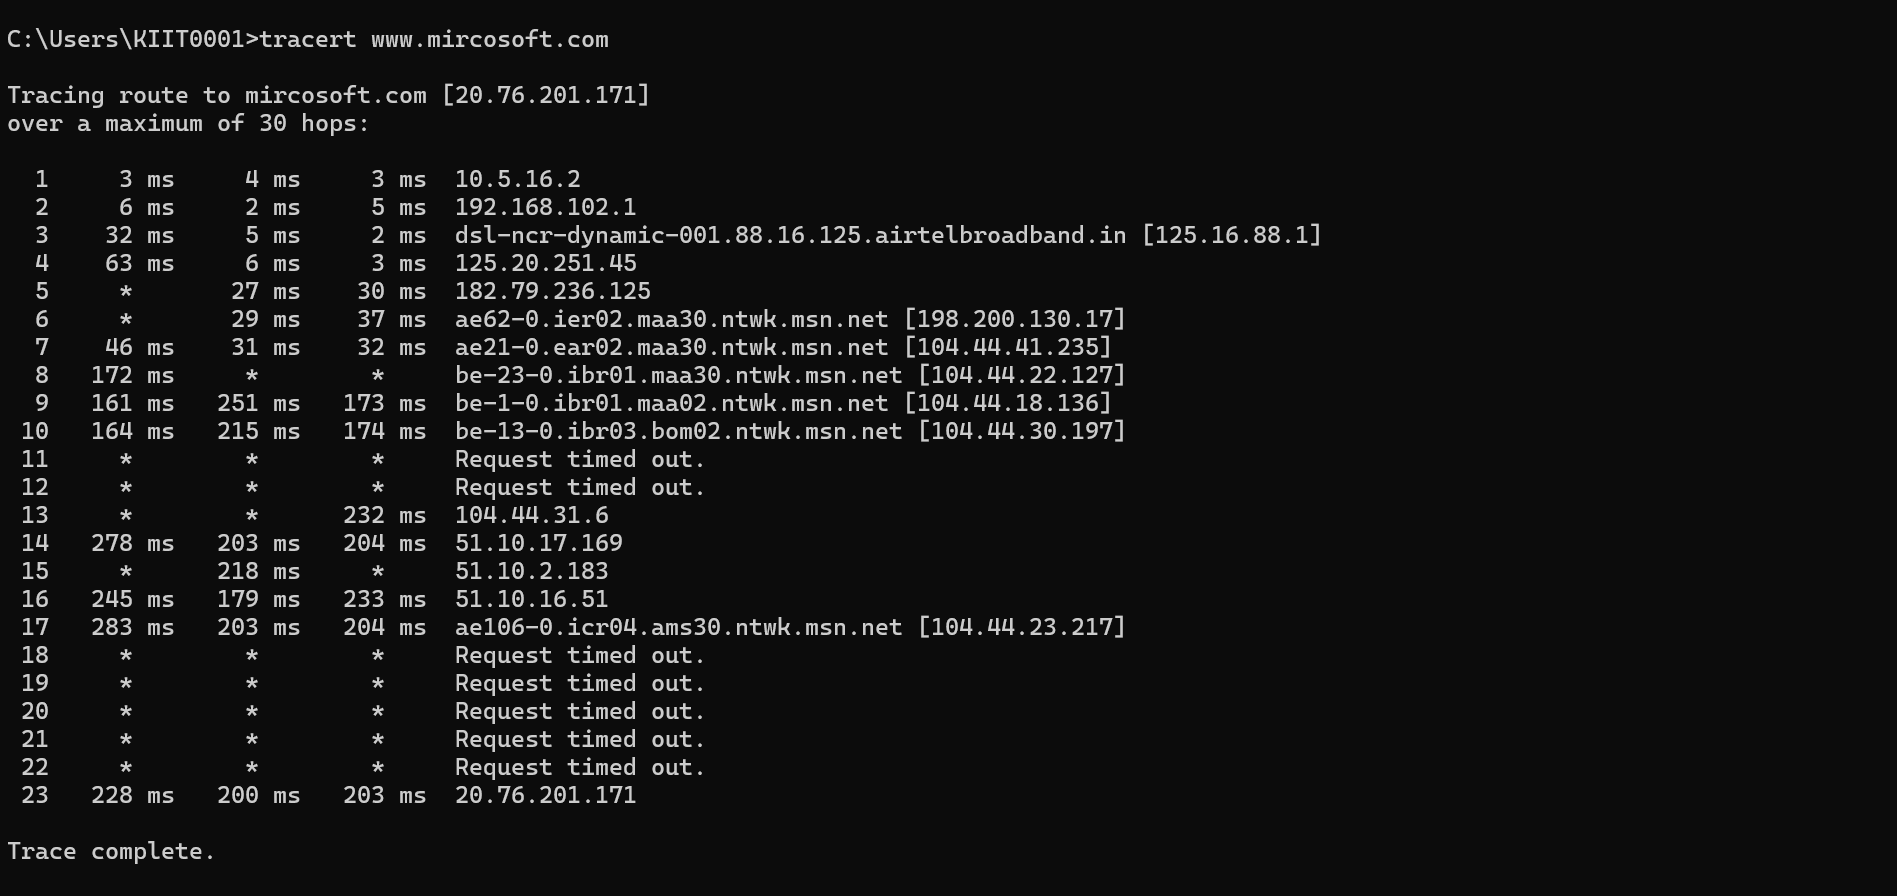 C:\Users\KIIT0001>tracert www.mircosoft.com
Tracing route to mircosoft.com [20.76.201.171]
over a maximum of 30 hops:
1 3 ms 4 ms 3 ms 10.5.16.2
2 6 ms 2 ms 5 ms 192.168.102.1
3 32 ms 5 ms 2 ms dsl-ncr-dynamic-001.88.16.125.airtelbroadband.in [125.16.88.1]
4 63 ms 6 ms 3 ms 125.20.251.45
5 * 27 ms 30 ms 182.79.236.125
6 * 29 ms 37 ms ae62-0.ier02.maa30.ntwk.msn.net [198.200.130.17]
7 46 ms 31 ms 32 ms ae21-0.ear02.maa30.ntwk.msn.net [104.44.41.235]
8 172 ms * * be-23-0.ibr01.maa30.ntwk.msn.net [104.44.22.127]
9 161 ms 251 ms 173 ms be-1-0.ibr01.maa02.ntwk.msn.net [104.44.18.136]
10 164 ms 215 ms 174 ms be-13-0.ibr03.bom02.ntwk.msn.net [104.44.30.197]
11 * * * Request timed out.
12 * * * Request timed out.
13 * * 232 ms 104.44.31.6
14 278 ms 203 ms 204 ms 51.10.17.169
15 * 218 ms * 51.10.2.183
16 245 ms 179 ms 233 ms 51.10.16.51
17 283 ms 203 ms 204 ms ae106-0.icr04.ams30.ntwk.msn.net [104.44.23.217]
18 * * * Request timed out.
19 * * * Request timed out.
20 * * * Request timed out.
21 * * * Request timed out.
22 * * * Request timed out.
23 228 ms 200 ms 203 ms 20.76.201.171
Trace complete.